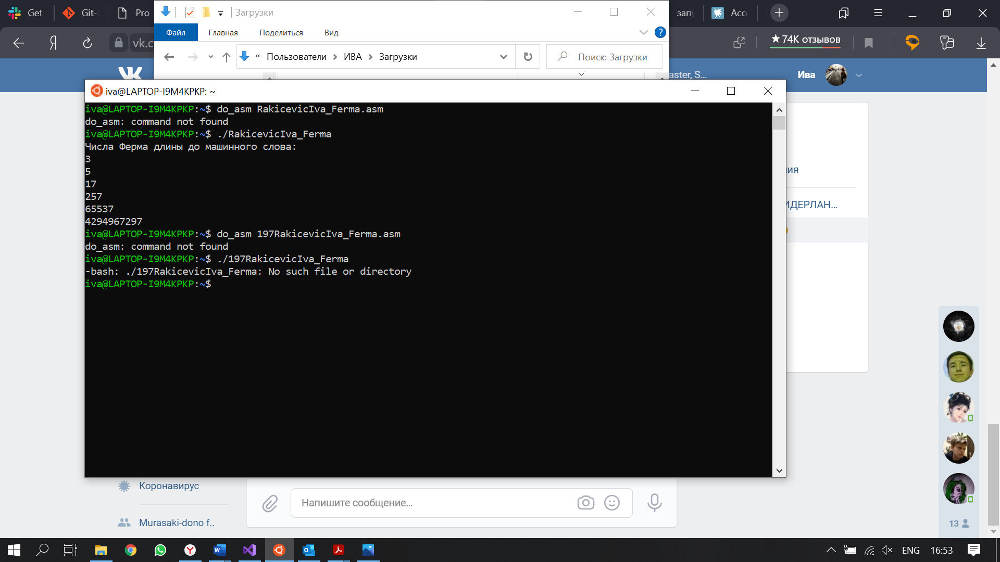 Get
Git-
Pro
Загрузки
зап
Acc
Файл
Главная
Поделиться
Вид
?
Я
vk.c
★ 74K отзывов
« Пользователи > ИВА > Загрузки
Поиск: Загрузки
aster, S...
Ива
iva@LAPTOP-I9M4KPKP: ~
iva@LAPTOP-I9M4KPKP:~$ do_asm RakicevicIva_Ferma.asm
do_asm: command not found
iva@LAPTOP-I9M4KPKP:~$ ./RakicevicIva_Ferma
Числа Ферма длины до машинного слова:
3
5
17
257
65537
4294967297
iva@LAPTOP-I9M4KPKP:~$ do_asm 197RakicevicIva_Ferma.asm
do_asm: command not found
iva@LAPTOP-I9M4KPKP:~$ ./197RakicevicIva_Ferma
-bash: ./197RakicevicIva_Ferma: No such file or directory
iva@LAPTOP-I9M4KPKP:~$
ия
ИДЕРЛАН...
Коронавирус
Murasaki-dono f..
Напишите сообщение...
13
ENG
16:53